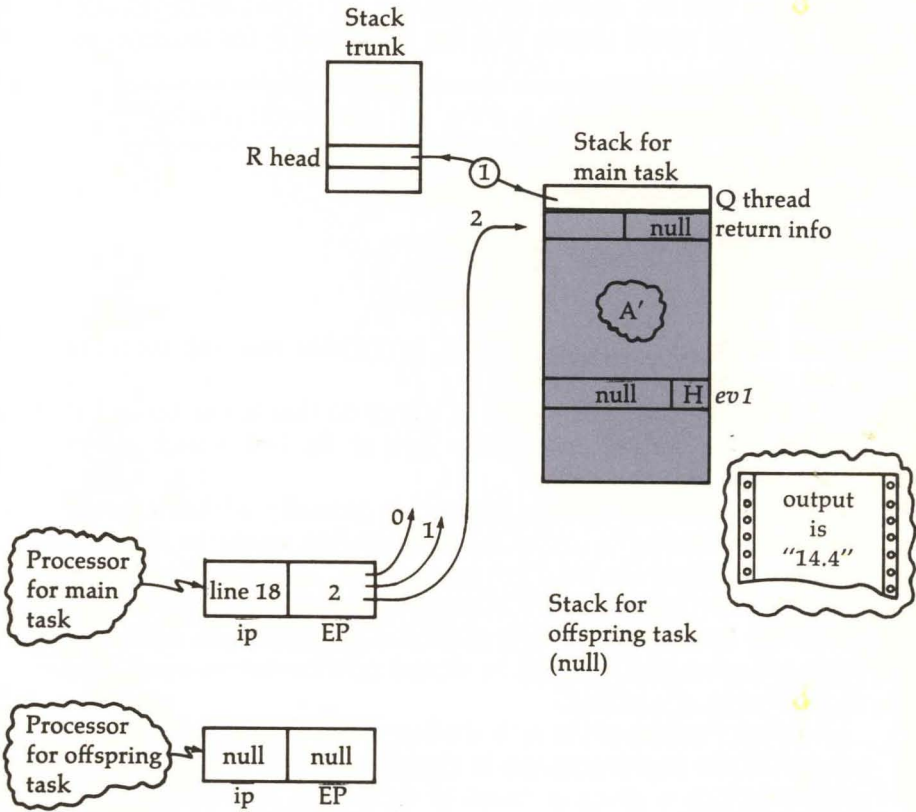 Stack
trunk
R head
1
Stack for
main task
Q thread
2
null
return info
A′
null
H
ev1
output
is
“14.4”
0
1
Processor
for main
task
line 18
2
ip
EP
Stack for
offspring task
(null)
Processor
for offspring
task
null
null
ip
EP